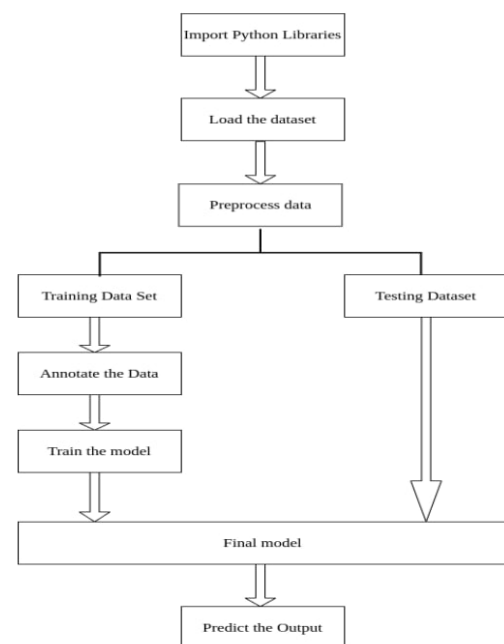 Import Python Libraries
Load the dataset
Preprocess data
Training Data Set
Testing Dataset
Annotate the Data
Train the model
Final model
Predict the Output